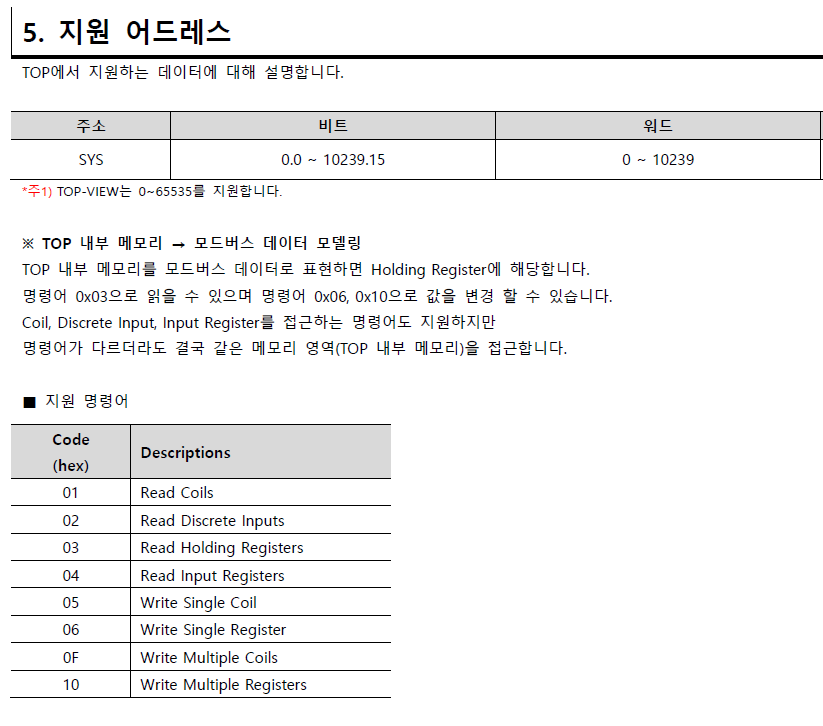 5. 지원 어드레스
TOP에서 지원하는 데이터에 대해 설명합니다.
주소 비트 워드
SYS 0.0 ~ 10239.15 0 ~ 10239
*주1) TOP-VIEW는 0~65535를 지원합니다.
※ TOP 내부 메모리 → 모드버스 데이터 모델링
TOP 내부 메모리를 모드버스 데이터로 표현하면 Holding Register에 해당합니다.
명령어 0x03으로 읽을 수 있으며 명령어 0x06, 0x10으로 값을 변경 할 수 있습니다.
Coil, Discrete Input, Input Register를 접근하는 명령어도 지원하지만
명령어가 다르더라도 결국 같은 메모리 영역(TOP 내부 메모리)을 접근합니다.
■ 지원 명령어
Code
(hex) Descriptions
01 Read Coils
02 Read Discrete Inputs
03 Read Holding Registers
04 Read Input Registers
05 Write Single Coil
06 Write Single Register
0F Write Multiple Coils
10 Write Multiple Registers